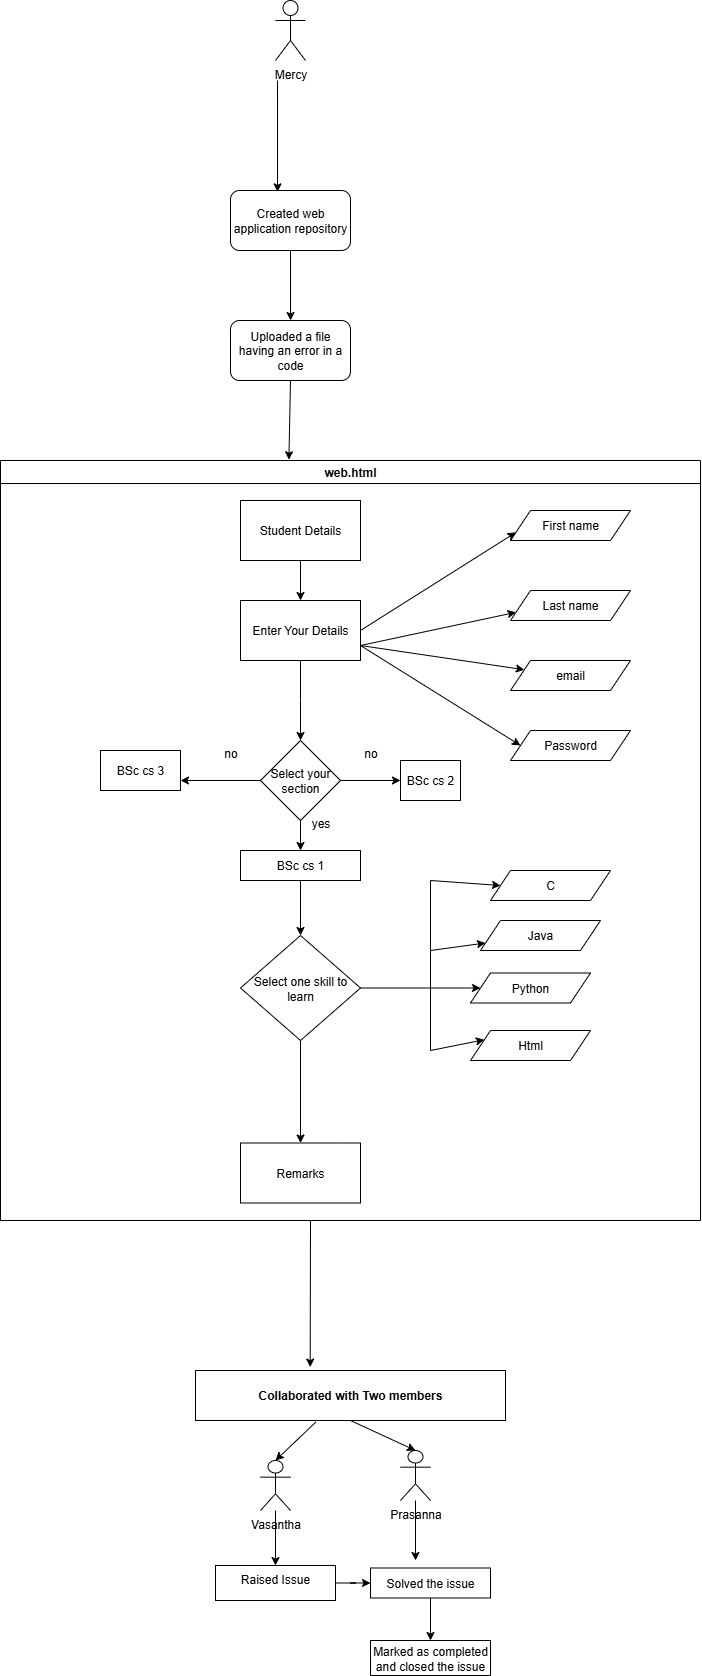 Mercy
Created web
application repository
Uploaded a file
having an error in a
code
web.html
Student Details
First name
Enter Your Details
Last name
email
Password
no
no
BSc cs 3
Select your
section
BSc cs 2
yes
BSc cs 1
C
Java
Select one skill to
learn
Python
Html
Remarks
Collaborated with Two members
Vasantha
Prasanna
Raised Issue
Solved the issue
Marked as completed
and closed the issue